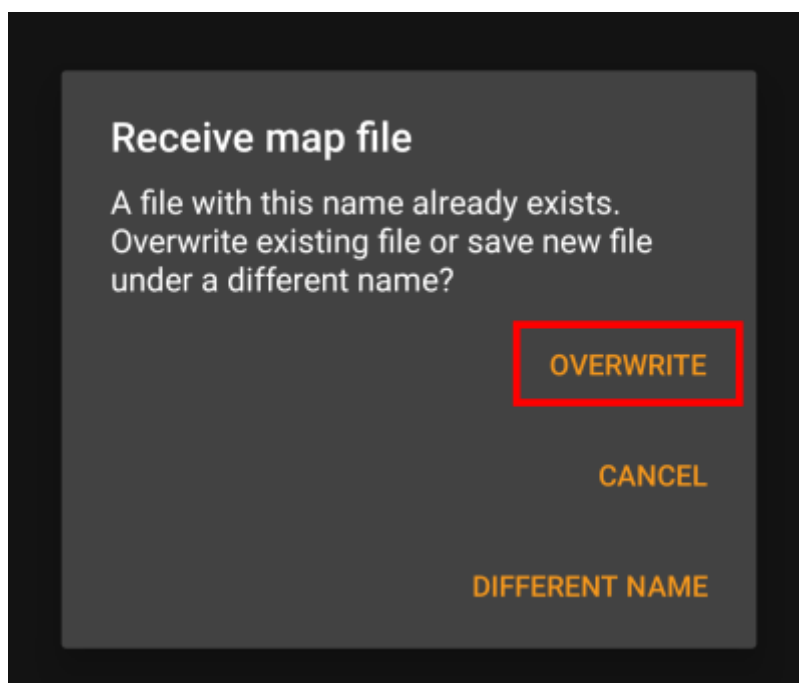 Receive map file
A file with this name already exists.
Overwrite existing file or save new file
under a different name?
OVERWRITE
CANCEL
DIFFERENT NAME